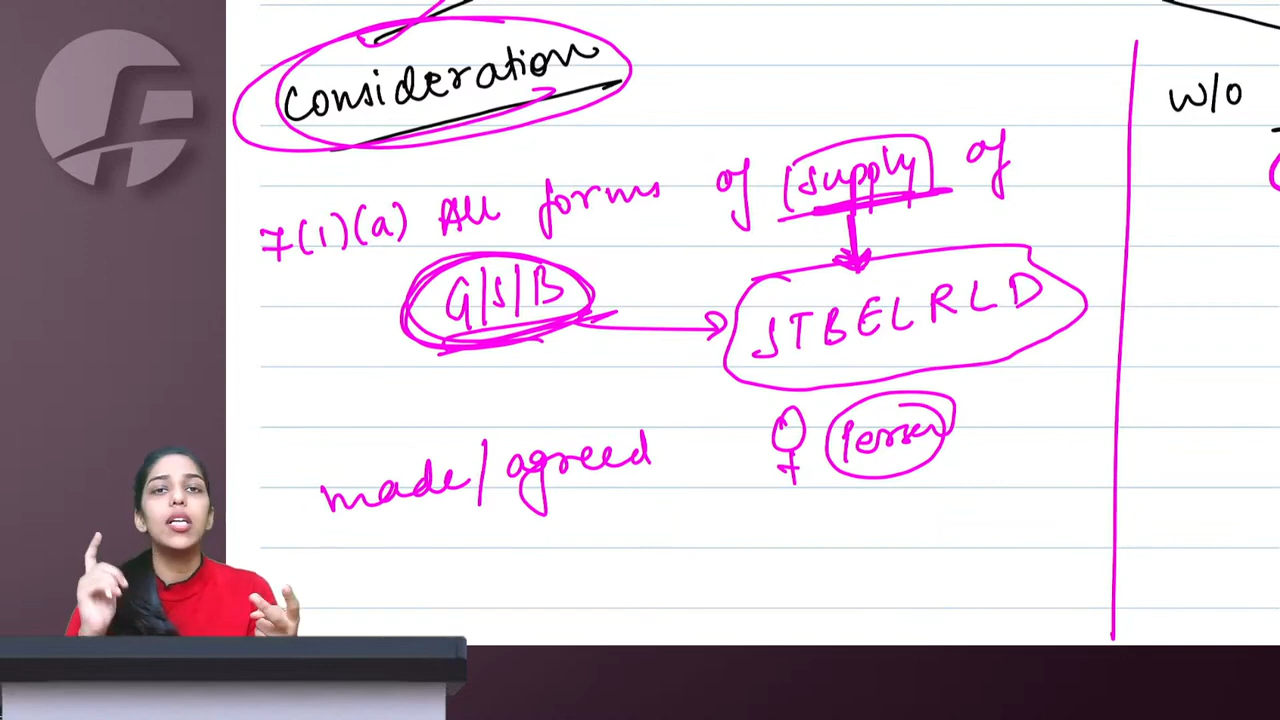 Consideration
W/O
7(1)(a) All forms of supply of
G/S/B
STBELRLD
made/agreed
Person